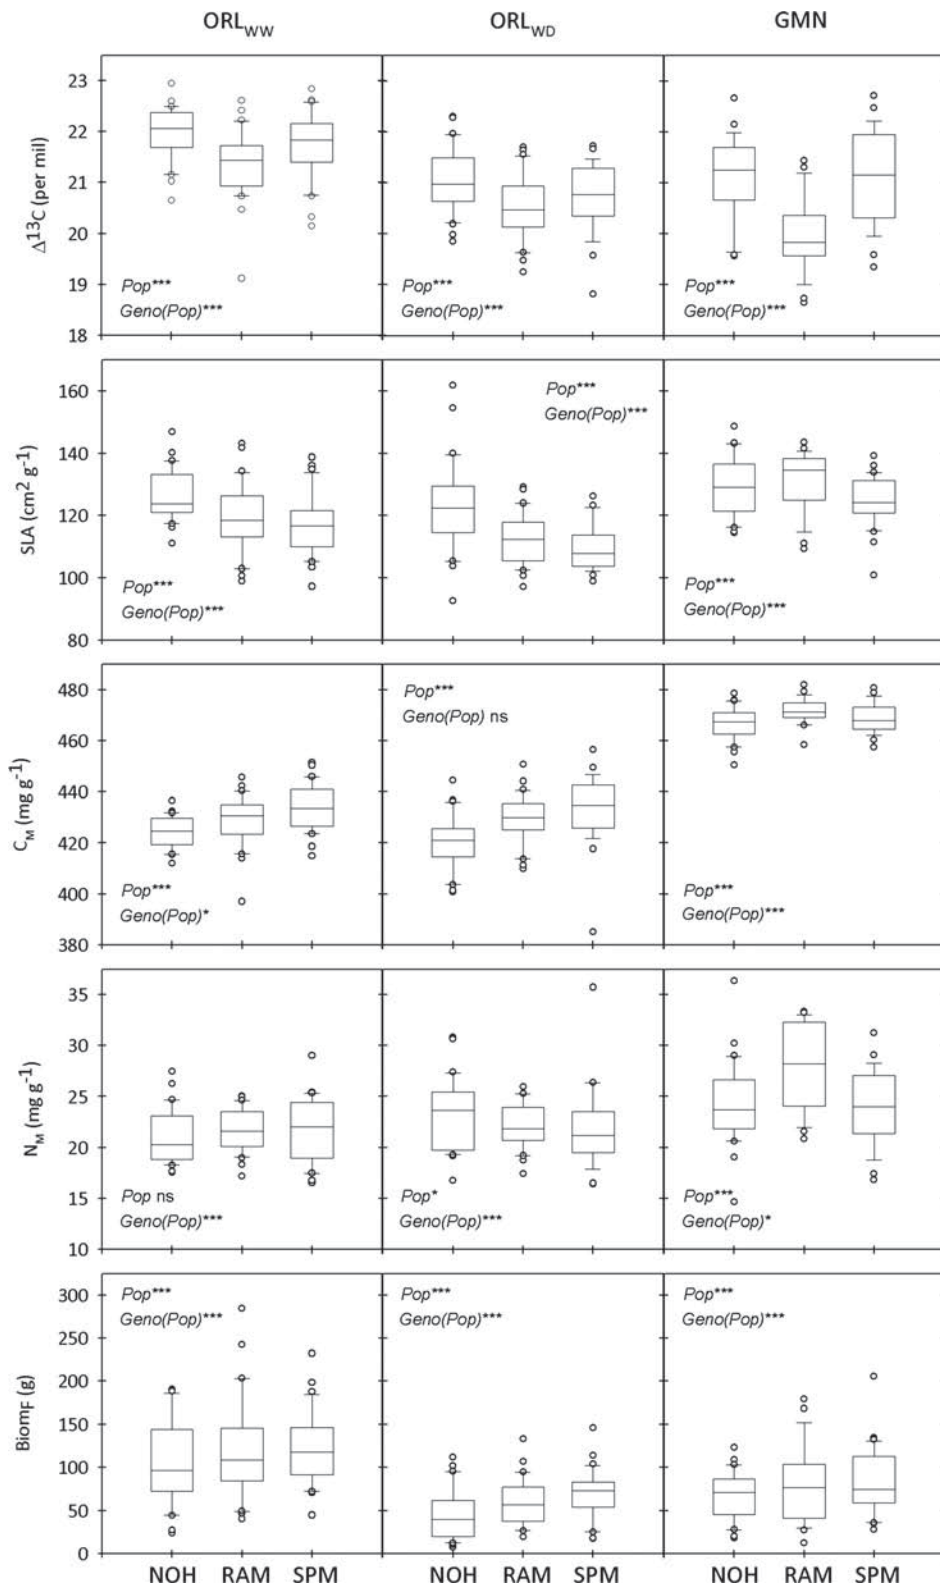 ORL_WW ORL_WD GMN
Δ13C (per mil)
23
22
21
20
19
18
Pop***
Geno(Pop)***
Pop***
Geno(Pop)***
Pop***
Geno(Pop)***
SLA (cm2 g-1)
160
140
120
100
80
Pop***
Geno(Pop)***
Pop***
Geno(Pop)***
Pop***
Geno(Pop)***
CM (mg g-1)
480
460
440
420
400
380
Pop***
Geno(Pop)*
Pop***
Geno(Pop) ns
Pop***
Geno(Pop)***
NM (mg g-1)
35
30
25
20
15
10
Pop ns
Geno(Pop)***
Pop*
Geno(Pop)***
Pop***
Geno(Pop)*
BiomF (g)
300
250
200
150
100
50
0
Pop***
Geno(Pop)***
Pop***
Geno(Pop)***
Pop***
Geno(Pop)***
NOH RAM SPM NOH RAM SPM NOH RAM SPM